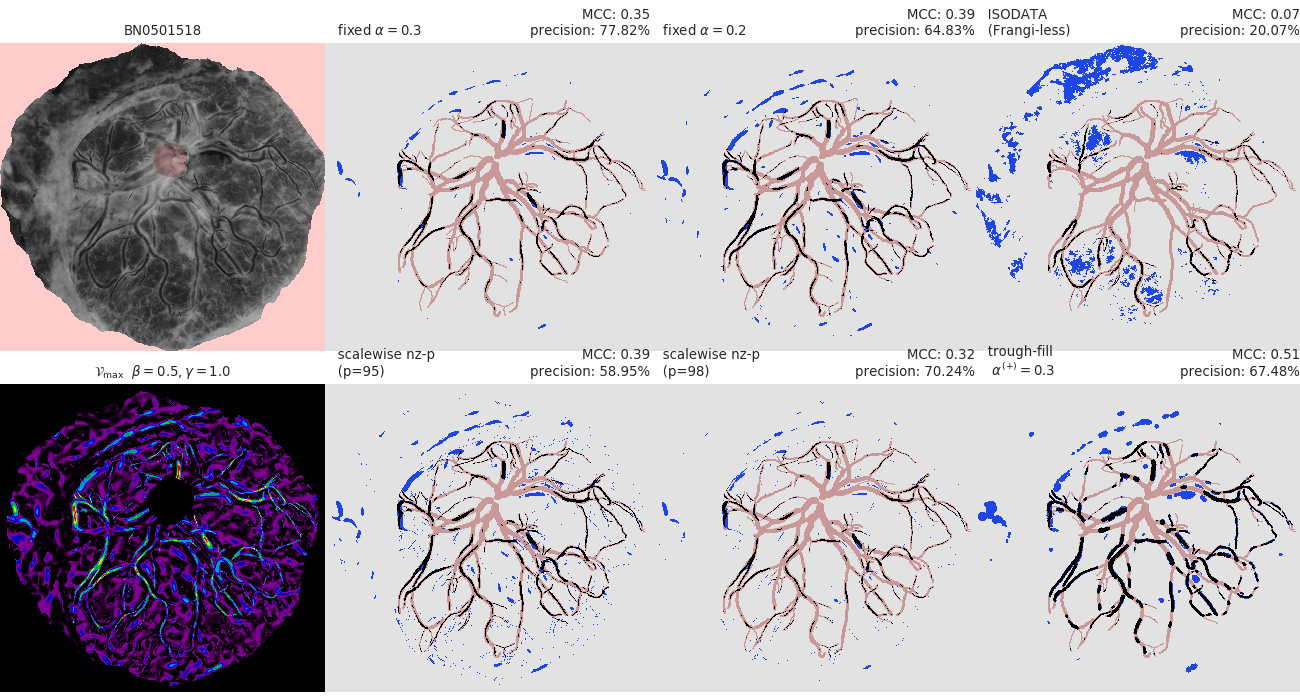 BN0501518
fixed α = 0.3
MCC: 0.35
precision: 77.82%
fixed α = 0.2
MCC: 0.39
precision: 64.83%
ISODATA
(Frangi-less)
MCC: 0.07
precision: 20.07%
𝒱max β = 0.5, γ = 1.0
scalewise nz-p
(p=95)
MCC: 0.39
precision: 58.95%
scalewise nz-p
(p=98)
MCC: 0.32
precision: 70.24%
trough-fill
α(+) = 0.3
MCC: 0.51
precision: 67.48%